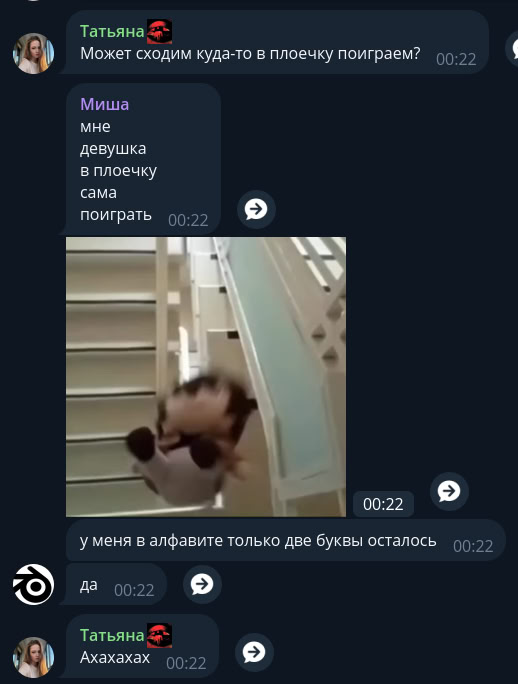 Татьяна
Может сходим куда-то в плоечку поиграем? 00:22
Миша
мне
девушка
в плоечку
сама
поиграть 00:22
00:22
у меня в алфавите только две буквы осталось 00:22
да 00:22
Татьяна
Ахахахах 00:22